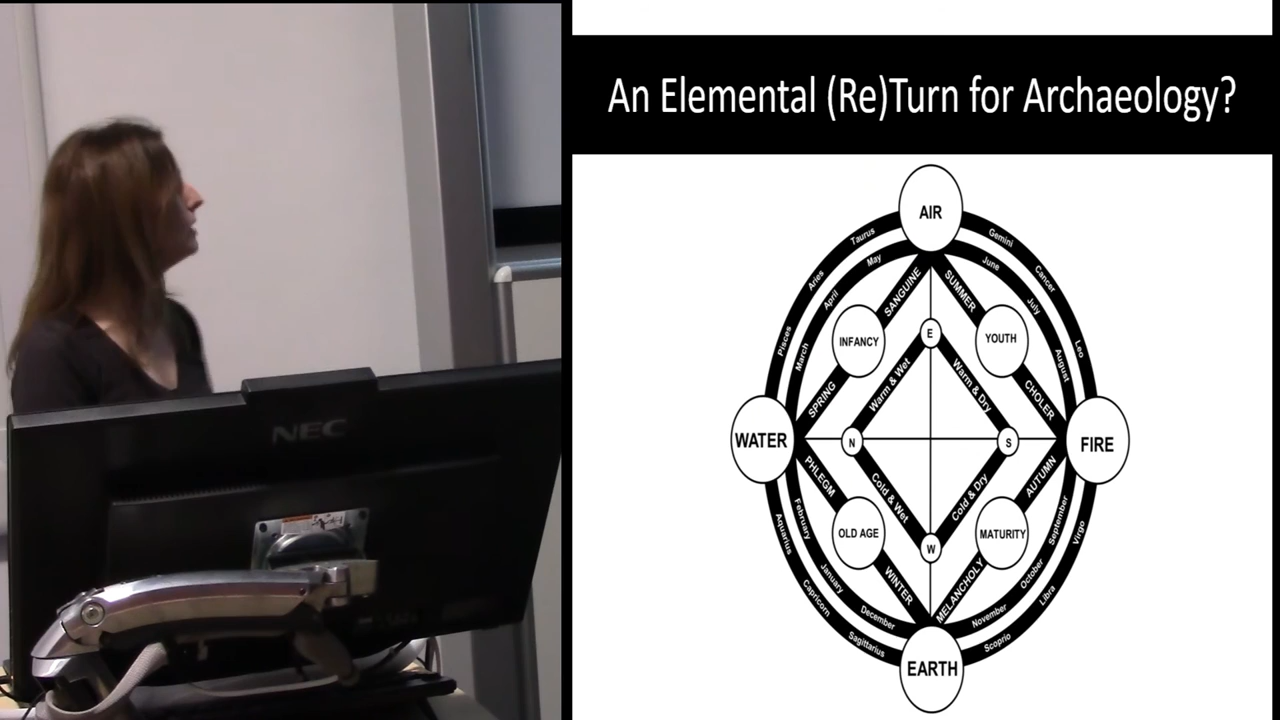 An Elemental (Re)Turn for Archaeology?
AIR
Taurus
Gemini
May
June
Aries
Cancer
April
July
SANGUINE
SUMMER
Pisces
Leo
March
August
INFANCY
YOUTH
E
SPRING
CHOLER
Warm & Wet
Warm & Dry
WATER
N
S
FIRE
NEC
PHLEGM
AUTUMN
Cold & Wet
Cold & Dry
Aquarius
February
September
Virgo
OLD AGE
MATURITY
W
Capricorn
January
October
Libra
WINTER
MELANCHOLY
December
November
Sagittarius
Scoprio
EARTH